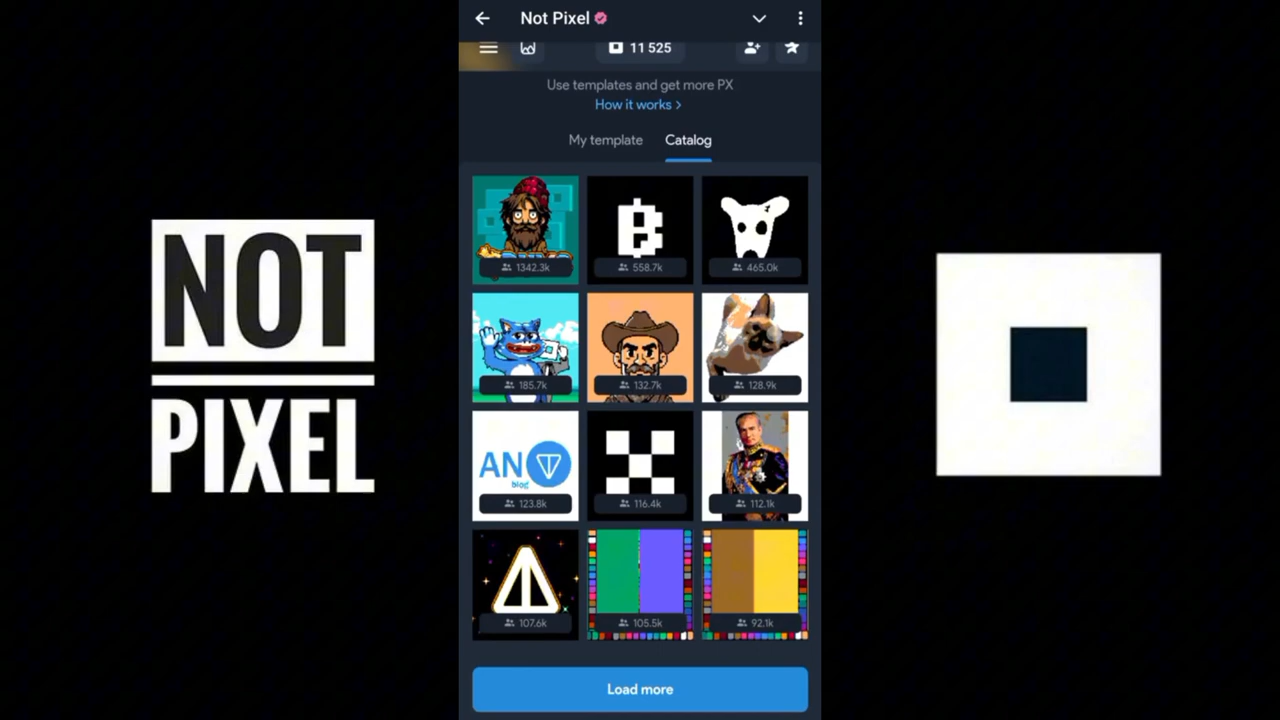 Not Pixel
11 525
Use templates and get more PX
How it works >
My template
Catalog
1342.3k
558.7k
465.0k
185.7k
132.7k
128.9k
AN
blog
123.8k
116.4k
112.1k
107.6k
105.5k
92.1k
Load more
NOT
PIXEL